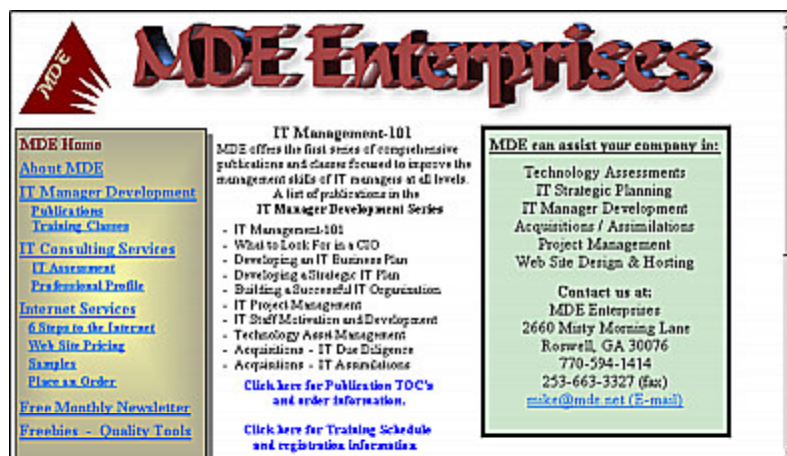 MDE
MDE Enterprises
MDE Home
About MDE
IT Manager Development
Publications
Training Classes
IT Consulting Services
IT Assessment
Professional Profile
Internet Services
6 Steps to the Internet
Web Site Pricing
Samples
Place an Order
Free Monthly Newsletter
Freebies - Quality Tools
IT Management-101
MDE offers the first series of comprehensive
publications and classes focused to improve the
management skills of IT managers at all levels.
A list of publications in the
IT Manager Development Series
- IT Management-101
- What to Look For in a CIO
- Developing an IT Business Plan
- Developing a Strategic IT Plan
- Building a Successful IT Organization
- IT Project Management
- IT Staff Motivation and Development
- Technology Asset Management
- Acquisitions - IT Due Diligence
- Acquisitions - IT Assimilations
Click here for Publication TOC's
and order information.
Click here for Training Schedule
and registration information
MDE can assist your company in:
Technology Assessments
IT Strategic Planning
IT Manager Development
Acquisitions / Assimilations
Project Management
Web Site Design & Hosting
Contact us at:
MDE Enterprises
2660 Misty Morning Lane
Roswell, GA 30076
770-594-1414
253-663-3327 (fax)
mike@mde.net (E-mail)